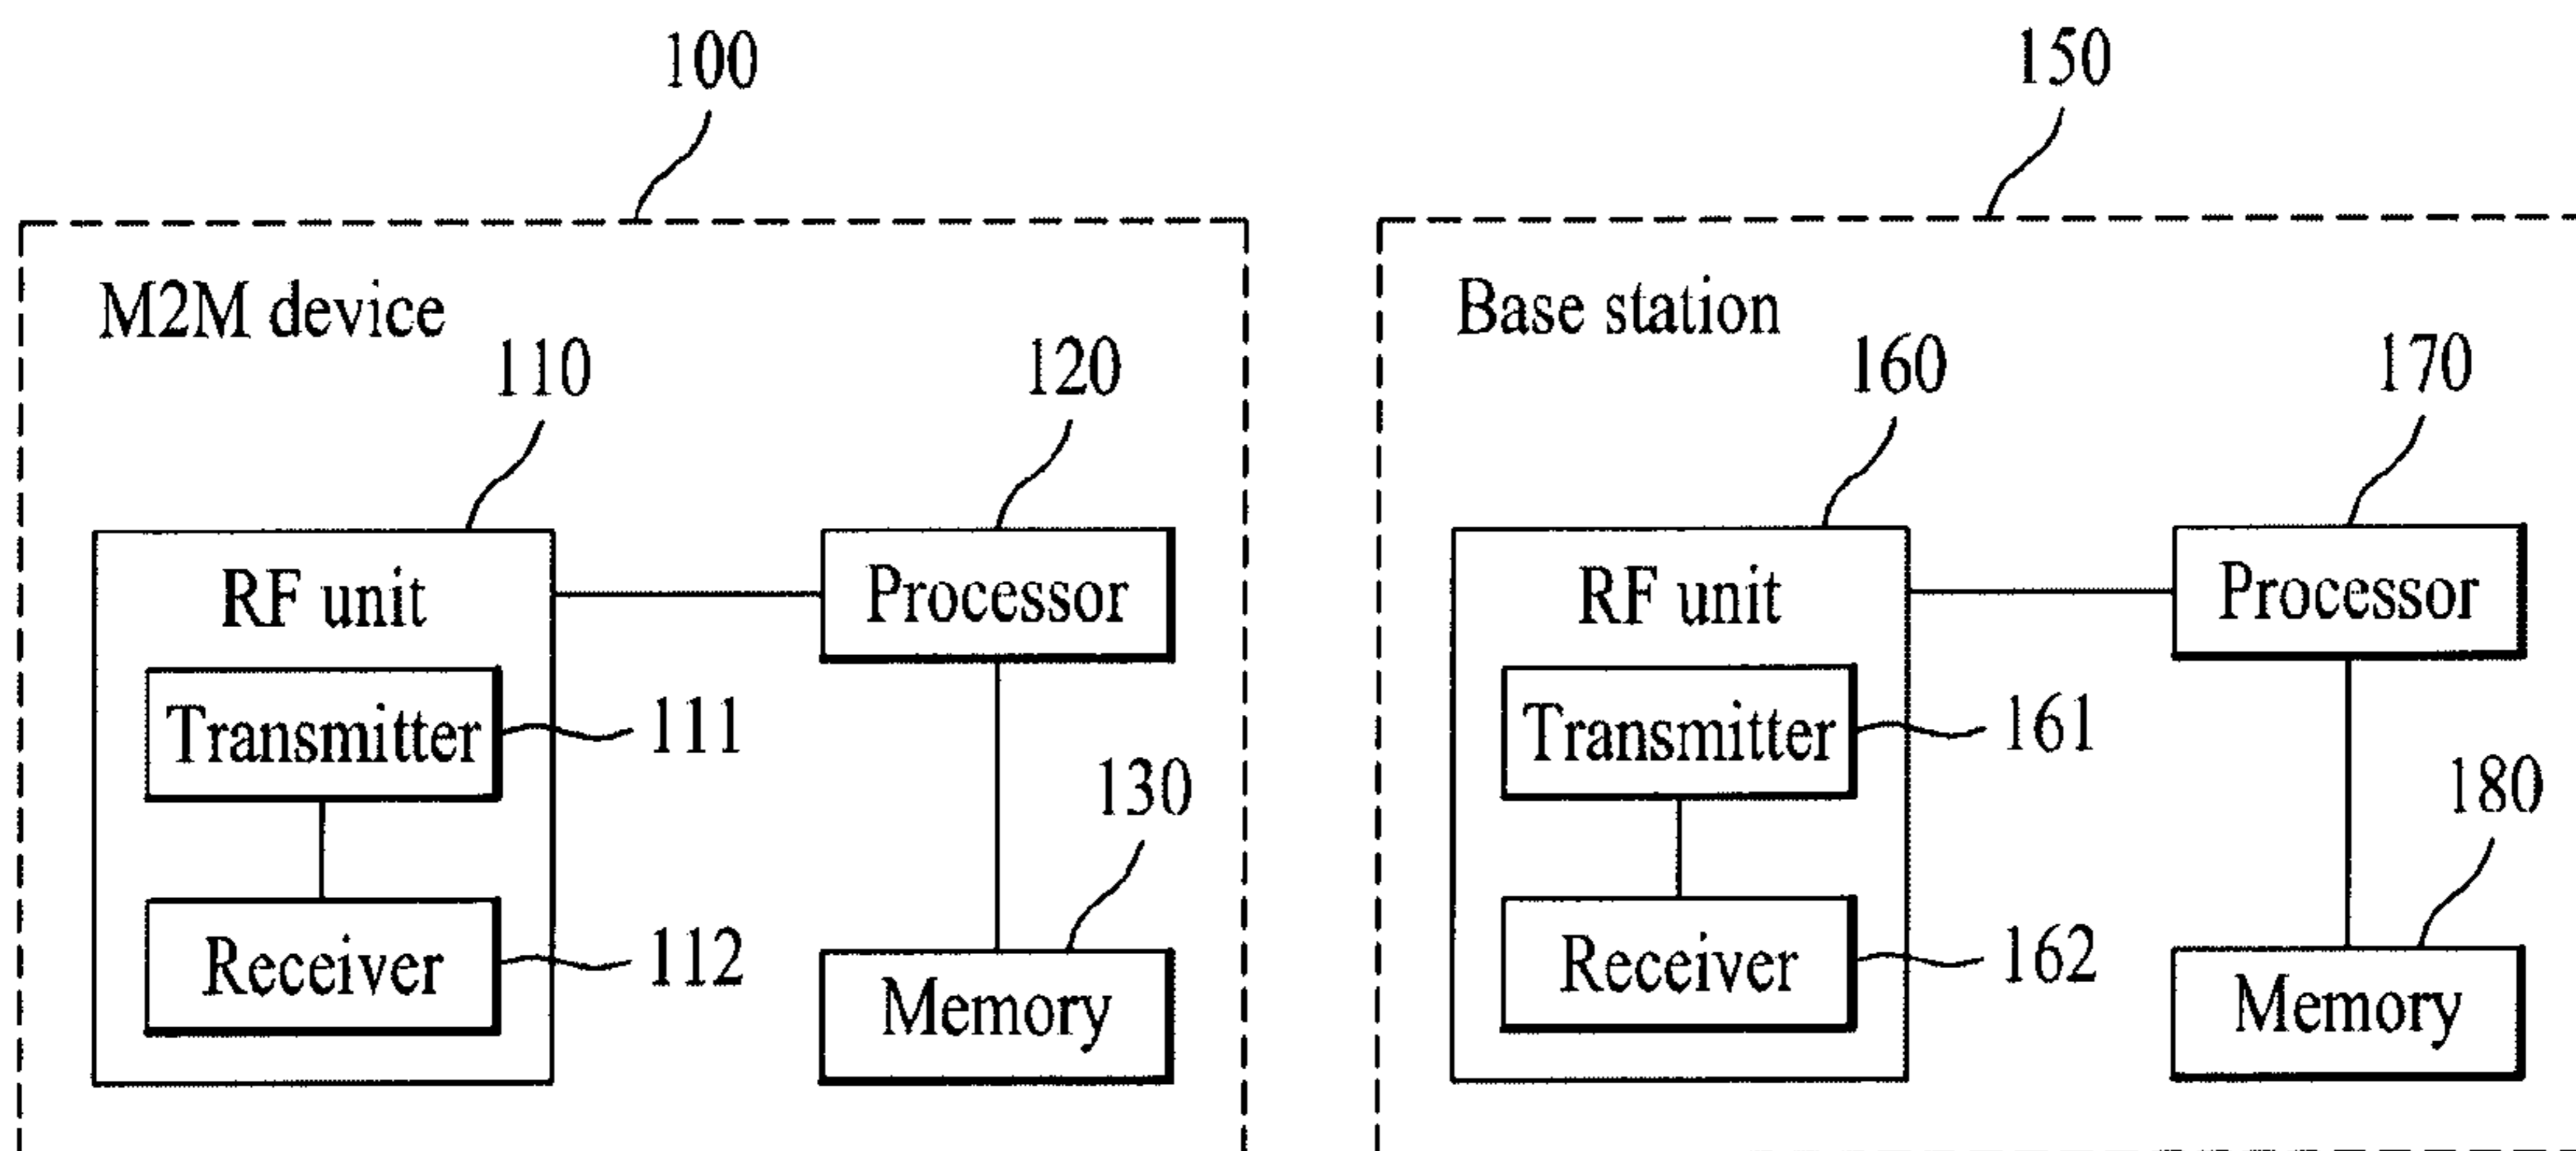 100
M2M device
110
120
RF unit
Processor
Transmitter
111
130
Receiver
112
Memory
150
Base station
160
170
RF unit
Processor
Transmitter
161
180
Receiver
162
Memory